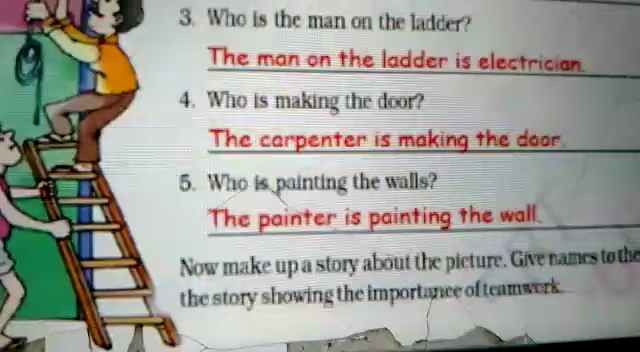 3. Who is the man on the ladder?
The man on the ladder is electrician.
4. Who is making the door?
The carpenter is making the door.
5. Who is painting the walls?
The painter is painting the wall.
Now make up a story about the picture. Give names to the
the story showing the importance of teamwork.